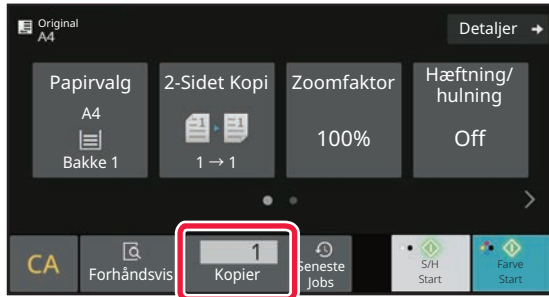 Original
A4
Detaljer
Papirvalg
A4
Bakke 1
2-Sidet Kopi
1 → 1
Zoomfaktor
100%
Hæftning/
hulning
Off
CA
Forhåndsvis
1
Kopier
Seneste
Jobs
S/H
Start
Farve
Start